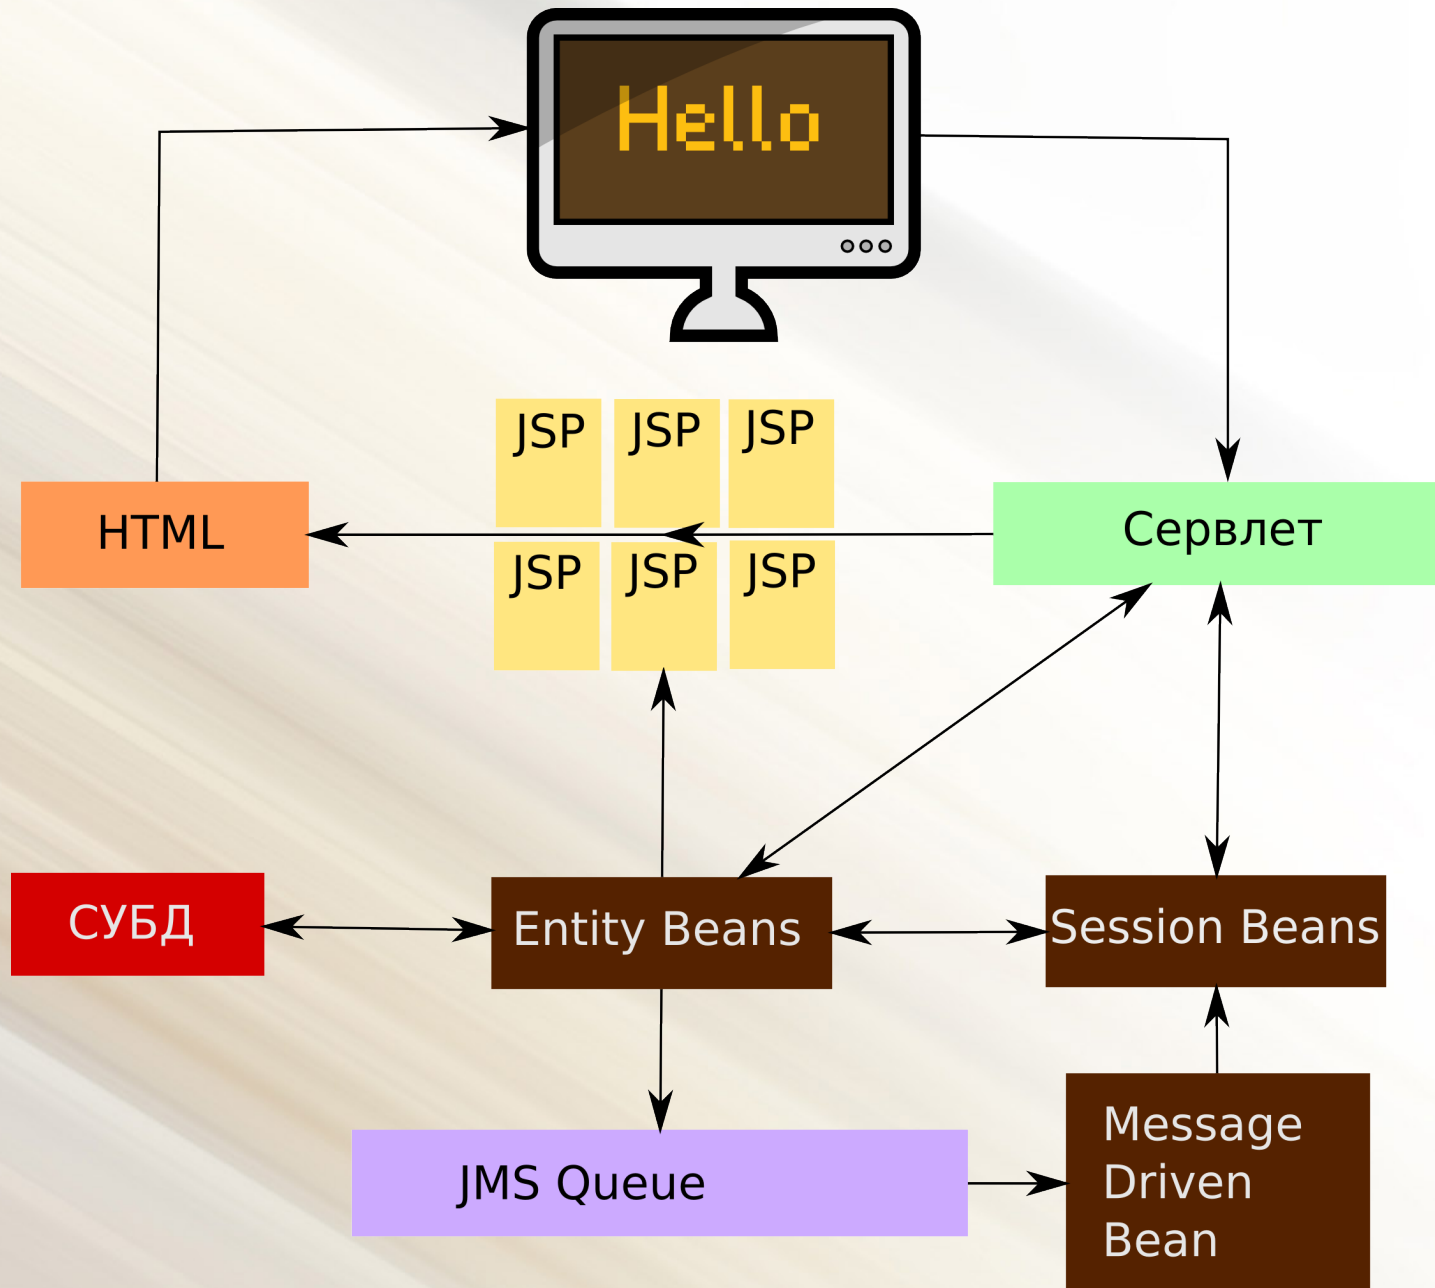 Hello
JSP
JSP
JSP
HTML
Сервлет
JSP
JSP
JSP
СУБД
Entity Beans
Session Beans
JMS Queue
Message
Driven
Bean